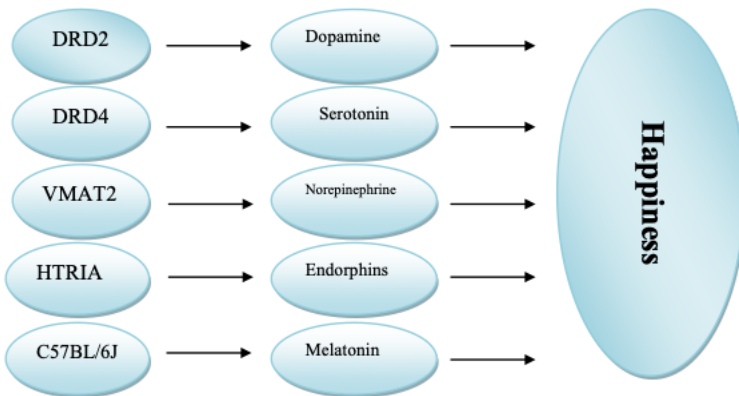 DRD2
Dopamine
DRD4
Serotonin
VMAT2
Norepinephrine
HTRIA
Endorphins
C57BL/6J
Melatonin
Happiness